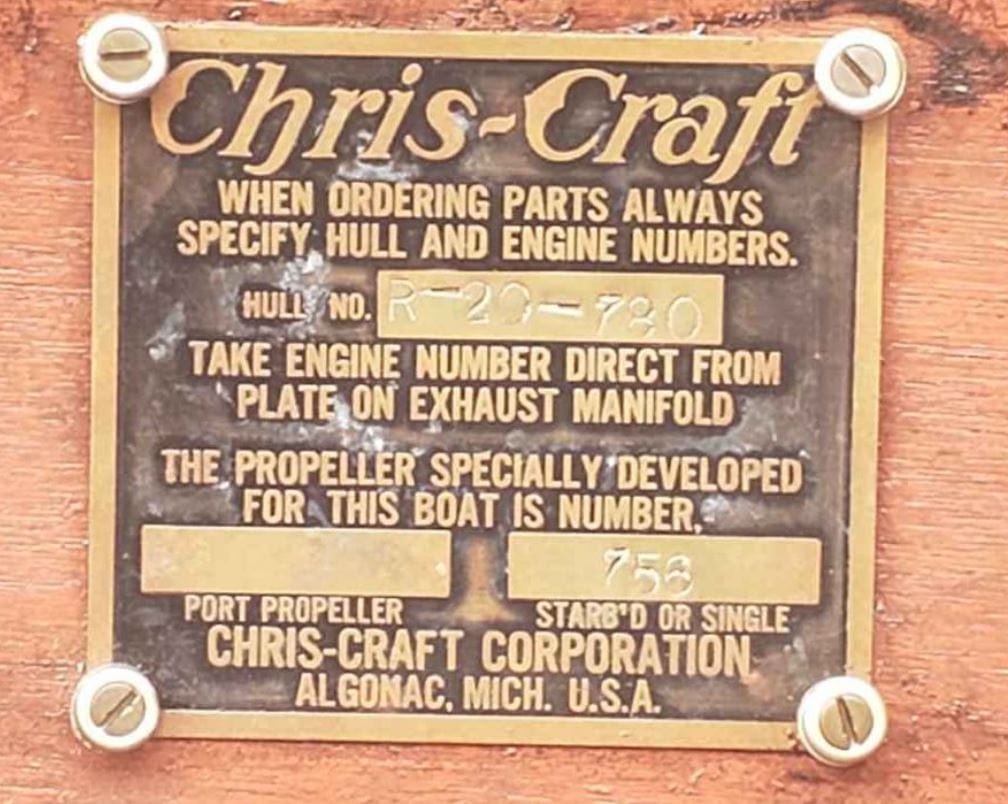 Chris-Craft
WHEN ORDERING PARTS ALWAYS
SPECIFY HULL AND ENGINE NUMBERS.
HULL NO. R-20-780
TAKE ENGINE NUMBER DIRECT FROM
PLATE ON EXHAUST MANIFOLD
THE PROPELLER SPECIALLY DEVELOPED
FOR THIS BOAT IS NUMBER,-
756
PORT PROPELLER STARB'D OR SINGLE
CHRIS-CRAFT CORPORATION
ALGONAC, MICH. U.S.A.